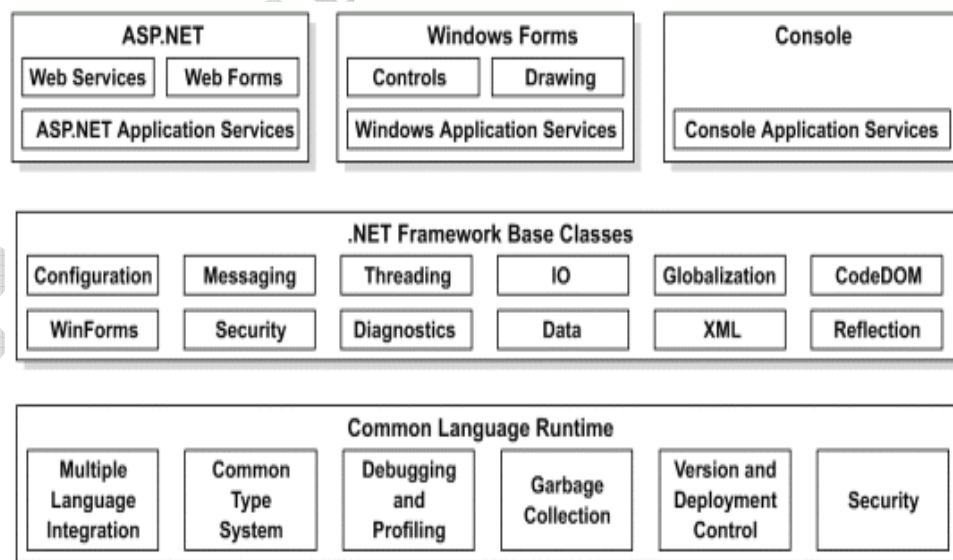 ASP.NET
Web Services
Web Forms
ASP.NET Application Services
Windows Forms
Controls
Drawing
Windows Application Services
Console
Console Application Services
.NET Framework Base Classes
Configuration
Messaging
Threading
IO
Globalization
CodeDOM
WinForms
Security
Diagnostics
Data
XML
Reflection
Common Language Runtime
Multiple
Language
Integration
Common
Type
System
Debugging
and
Profiling
Garbage
Collection
Version and
Deployment
Control
Security